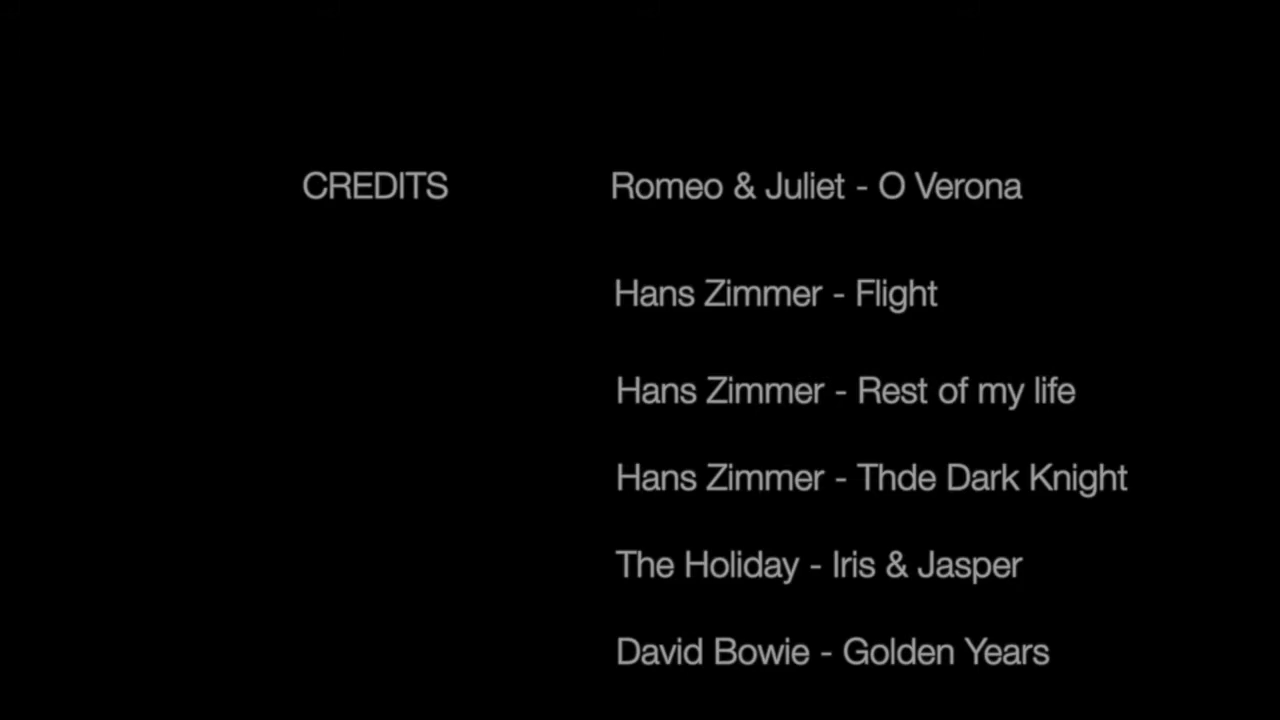 CREDITS Romeo & Juliet - O Verona
Hans Zimmer - Flight
Hans Zimmer - Rest of my life
Hans Zimmer - Thde Dark Knight
The Holiday - Iris & Jasper
David Bowie - Golden Years